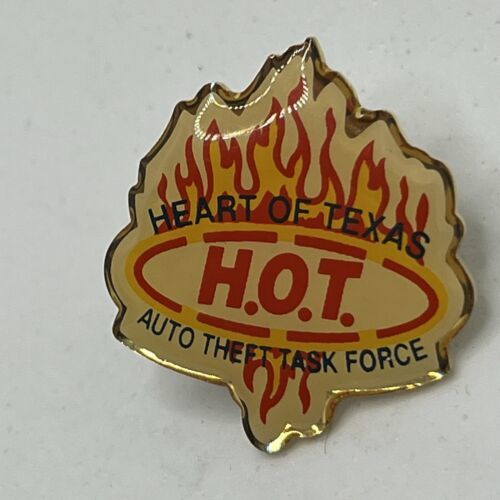 HEART OF TEXAS
H.O.T.
AUTO THEFT TASK FORCE